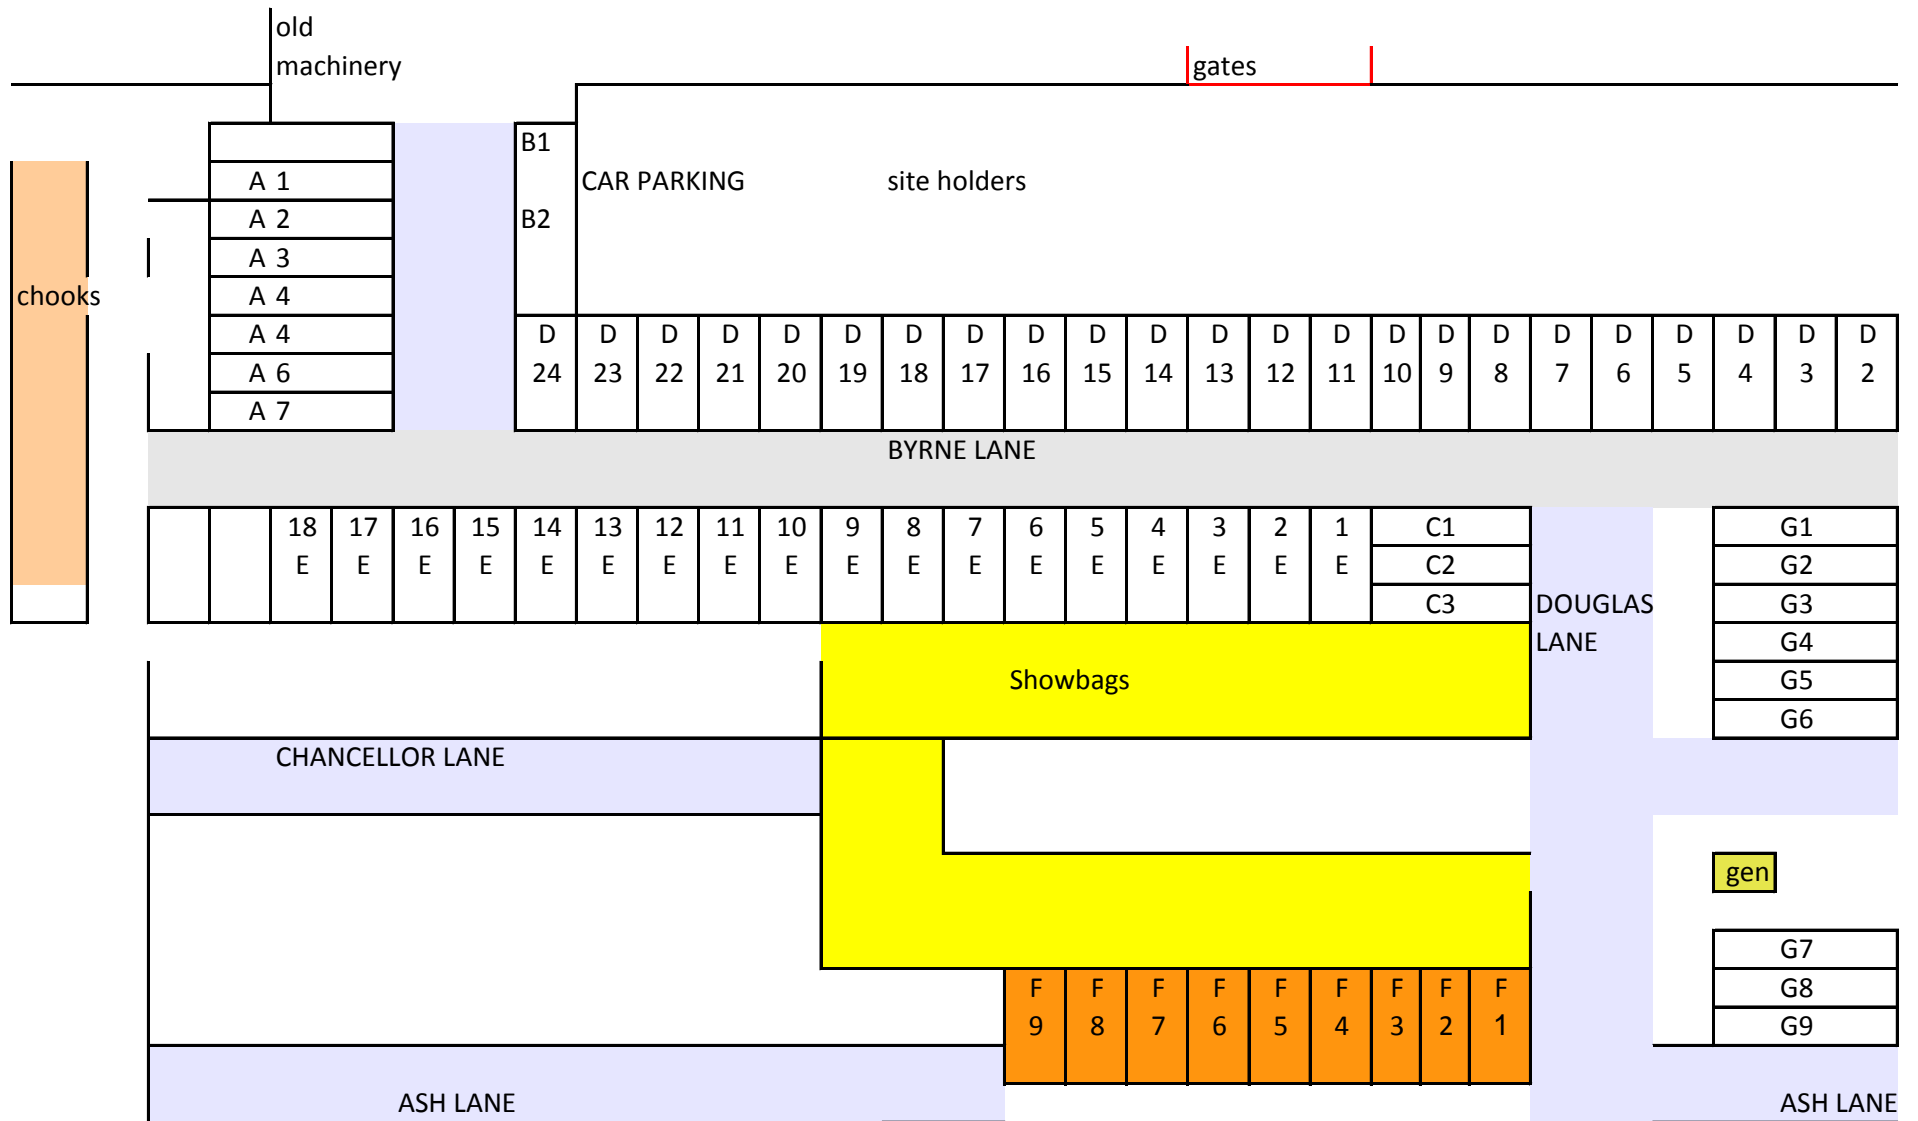 old
machinery
gates
B1
A 1
CAR PARKING site holders
A 2
B2
A 3
chooks
A 4
A 4
D D D D D D D D D D D D D D D D D D D D D D D
A 6
24 23 22 21 20 19 18 17 16 15 14 13 12 11 10 9 8 7 6 5 4 3 2
A 7
BYRNE LANE
18 17 16 15 14 13 12 11 10 9 8 7 6 5 4 3 2 1 C1 G1
E E E E E E E E E E E E E E E E E E C2 G2
C3 DOUGLAS G3
LANE G4
Showbags G5
G6
CHANCELLOR LANE
gen
G7
F F F F F F F F F G8
9 8 7 6 5 4 3 2 1 G9
ASH LANE ASH LANE